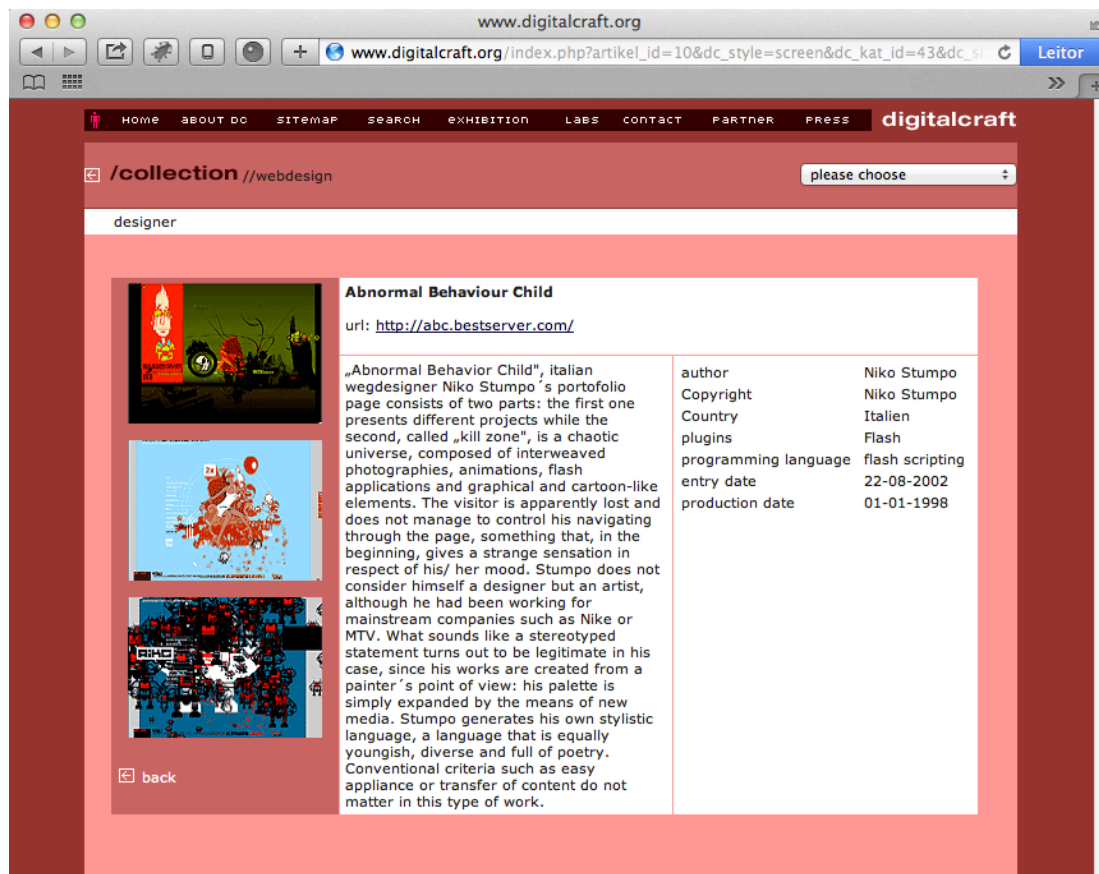 www.digitalcraft.org
www.digitalcraft.org/index.php?artikel_id=10&dc_style=screen&dc_kat_id=43&dc_s
Leitor
HOME ABOUT DC SITEMAP SEARCH EXHIBITION LABS CONTACT PARTNER PRESS digitalcraft
/collection //webdesign
please choose
designer
Abnormal Behaviour Child
url: http://abc.bestserver.com/
„Abnormal Behavior Child", italian
wegdesigner Niko Stumpo´s portofolio
page consists of two parts: the first one
presents different projects while the
second, called „kill zone", is a chaotic
universe, composed of interweaved
photographies, animations, flash
applications and graphical and cartoon-like
elements. The visitor is apparently lost and
does not manage to control his navigating
through the page, something that, in the
beginning, gives a strange sensation in
respect of his/ her mood. Stumpo does not
consider himself a designer but an artist,
although he had been working for
mainstream companies such as Nike or
MTV. What sounds like a stereotyped
statement turns out to be legitimate in his
case, since his works are created from a
painter´s point of view: his palette is
simply expanded by the means of new
media. Stumpo generates his own stylistic
language, a language that is equally
youngish, diverse and full of poetry.
Conventional criteria such as easy
appliance or transfer of content do not
matter in this type of work.
author Niko Stumpo
Copyright Niko Stumpo
Country Italien
plugins Flash
programming language flash scripting
entry date 22-08-2002
production date 01-01-1998
back